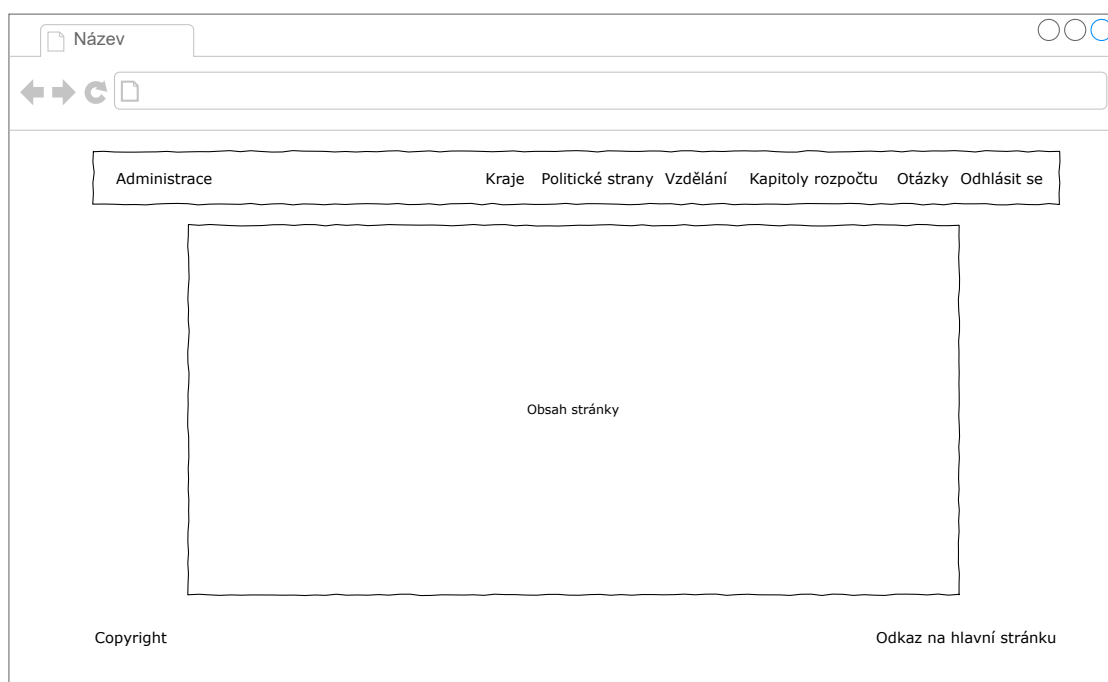 Název
Administrace Kraje Politické strany Vzdělání Kapitoly rozpočtu Otázky Odhlásit se
Obsah stránky
Copyright Odkaz na hlavní stránku